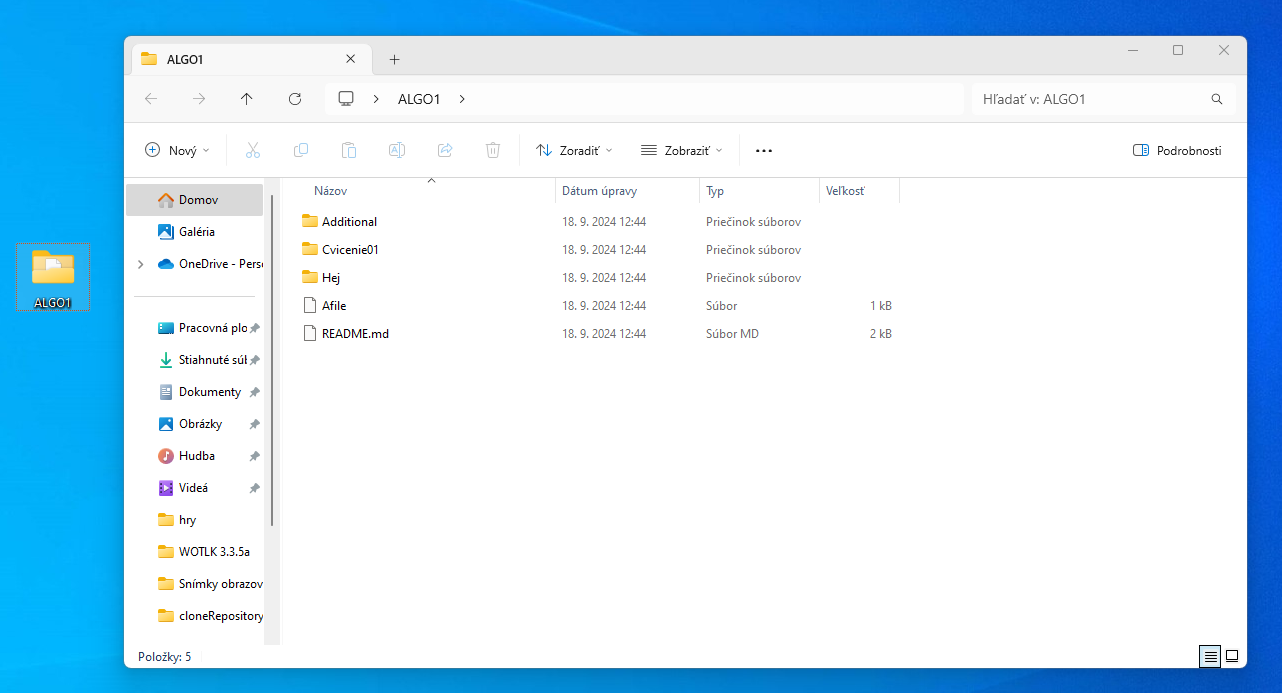 ALGO1
ALGO1
Hľadať v: ALGO1
Nový
Zoradiť
Zobraziť
Podrobnosti
Domov
Galéria
OneDrive - Perso
Pracovná plo
Stiahnuté súb
Dokumenty
Obrázky
Hudba
Videá
hry
WOTLK 3.3.5a
Snímky obrazov
cloneRepository
Názov Dátum úpravy Typ Veľkosť
Additional 18. 9. 2024 12:44 Priečinok súborov
Cvicenie01 18. 9. 2024 12:44 Priečinok súborov
Hej 18. 9. 2024 12:44 Priečinok súborov
Afile 18. 9. 2024 12:44 Súbor 1 kB
README.md 18. 9. 2024 12:44 Súbor MD 2 kB
Položky: 5
ALGO1